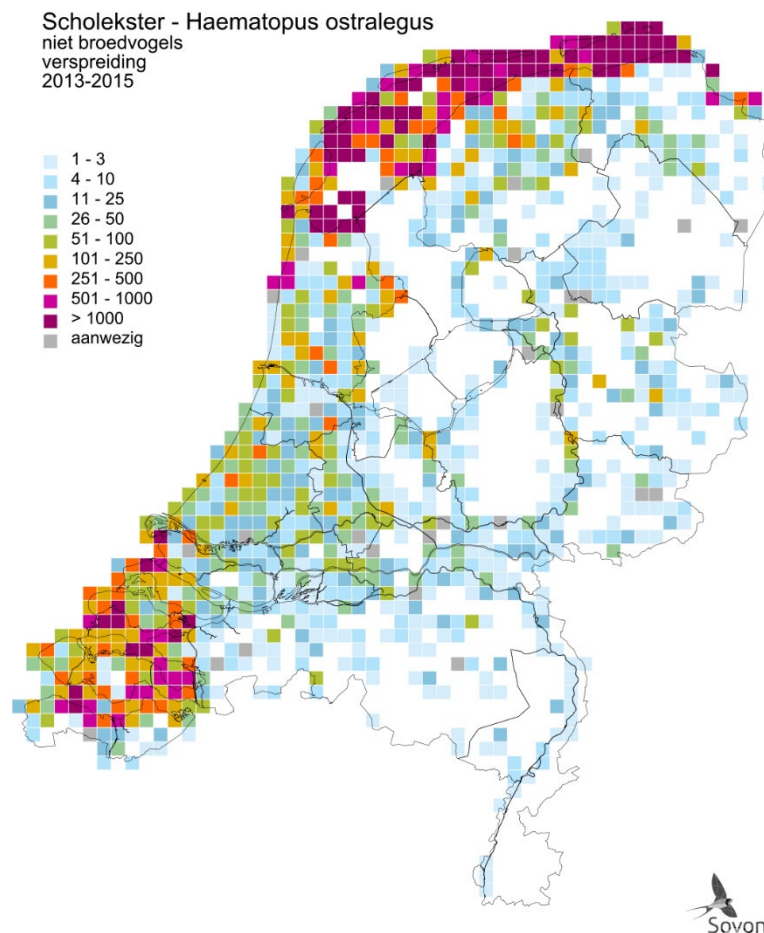 Scholekster - Haematopus ostralegus
niet broedvogels
verspreiding
2013-2015
1 - 3
4 - 10
11 - 25
26 - 50
51 - 100
101 - 250
251 - 500
501 - 1000
> 1000
aanwezig
Sovon